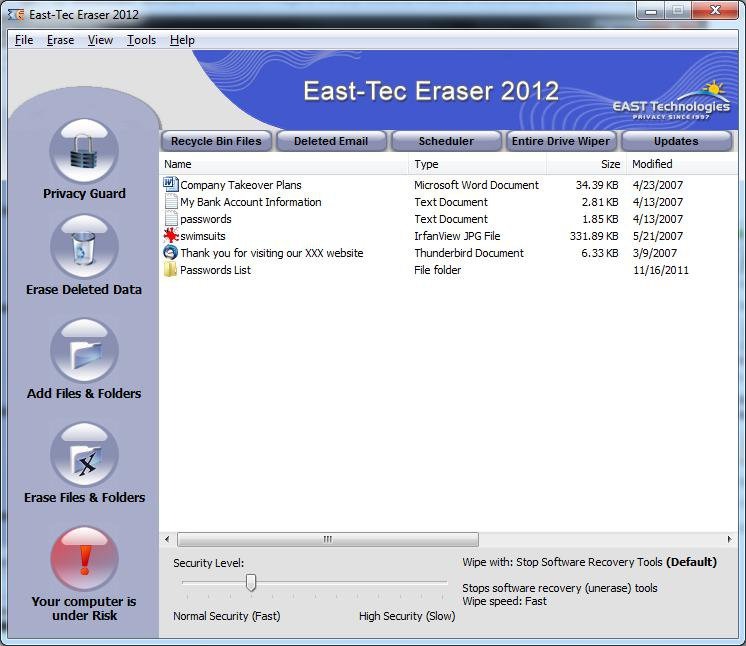 East-Tec Eraser 2012
File Erase View Tools Help
East-Tec Eraser 2012
EAST Technologies
PRIVACY SINCE 1997
Privacy Guard
Erase Deleted Data
Add Files & Folders
Erase Files & Folders
Your computer is
under Risk
Recycle Bin Files Deleted Email Scheduler Entire Drive Wiper Updates
Name Type Size Modified
Company Takeover Plans Microsoft Word Document 34.39 KB 4/23/2007
My Bank Account Information Text Document 2.81 KB 4/13/2007
passwords Text Document 1.85 KB 4/13/2007
swimsuits IrfanView JPG File 331.89 KB 5/21/2007
Thank you for visiting our XXX website Thunderbird Document 6.33 KB 3/9/2007
Passwords List File folder 11/16/2011
Security Level:
Normal Security (Fast) High Security (Slow)
Wipe with: Stop Software Recovery Tools (Default)
Stops software recovery (unerase) tools
Wipe speed: Fast